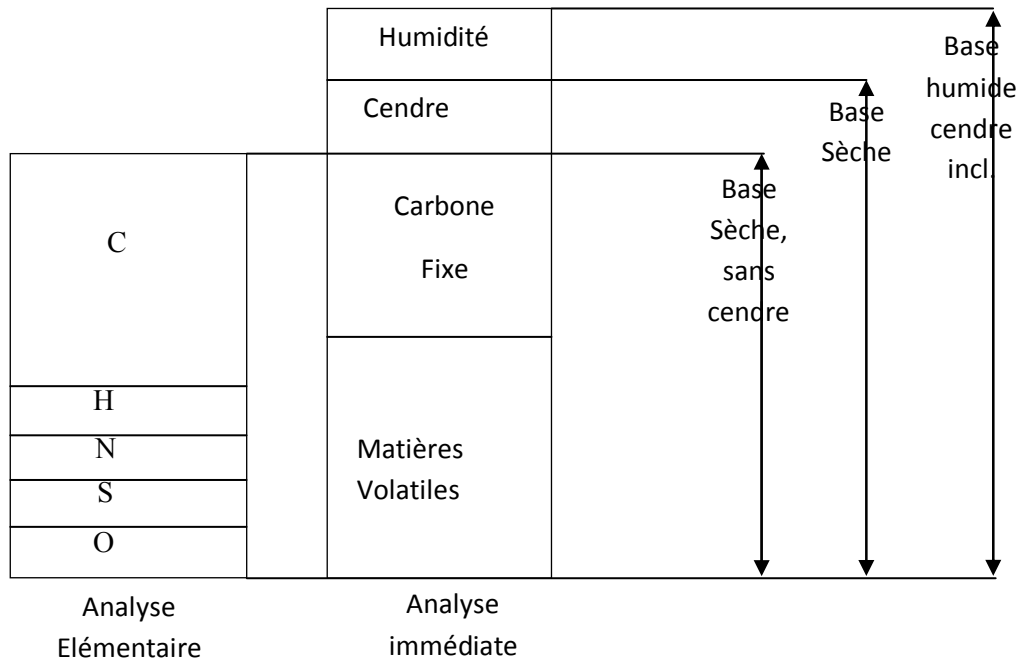 Humidité
Cendre
Carbone
Fixe
Matières
Volatiles
C
H
N
S
O
Base
Sèche,
sans
cendre
Base
Sèche
Base
humide
cendre
incl.
Analyse
Elémentaire
Analyse
immédiate